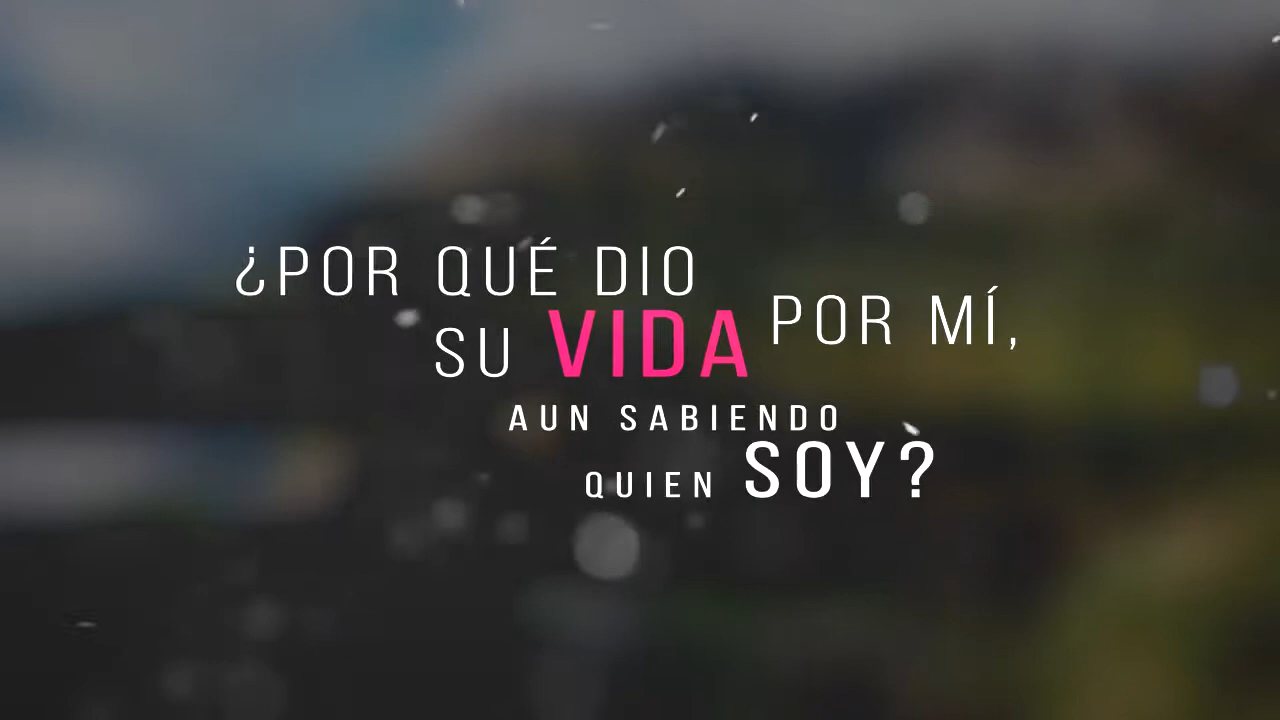 ¿POR QUÉ DIO
SU VIDA POR MÍ,
AUN SABIENDO
QUIEN SOY?